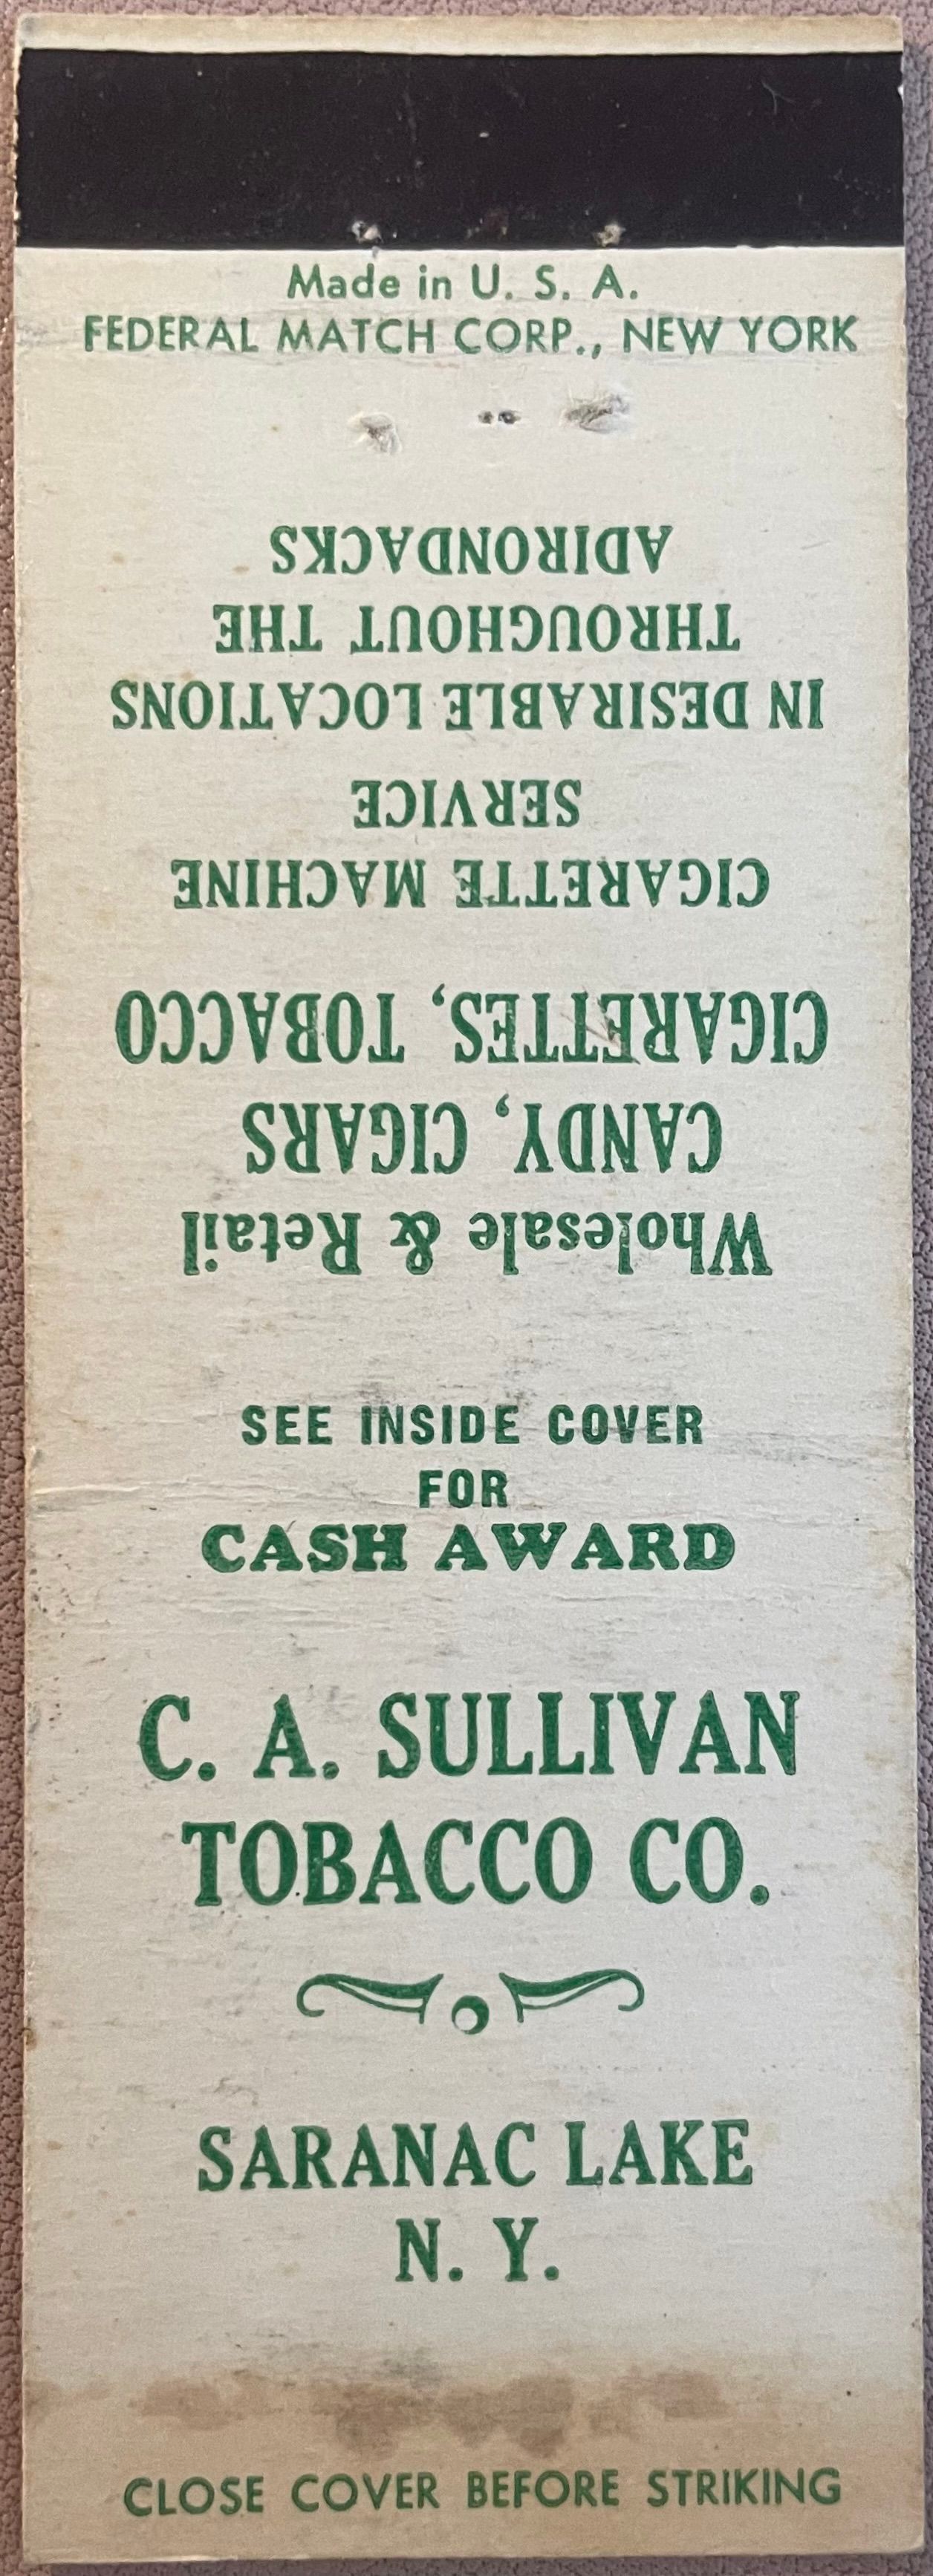 Made in U. S. A.
FEDERAL MATCH CORP., NEW YORK
Wholesale & Retail
CANDY, CIGARS
CIGARETTES, TOBACCO
CIGARETTE MACHINE
SERVICE
IN DESIRABLE LOCATIONS
THROUGHOUT THE
ADIRONDACKS
SEE INSIDE COVER
FOR
CASH AWARD
C. A. SULLIVAN
TOBACCO CO.
SARANAC LAKE
N. Y.
CLOSE COVER BEFORE STRIKING